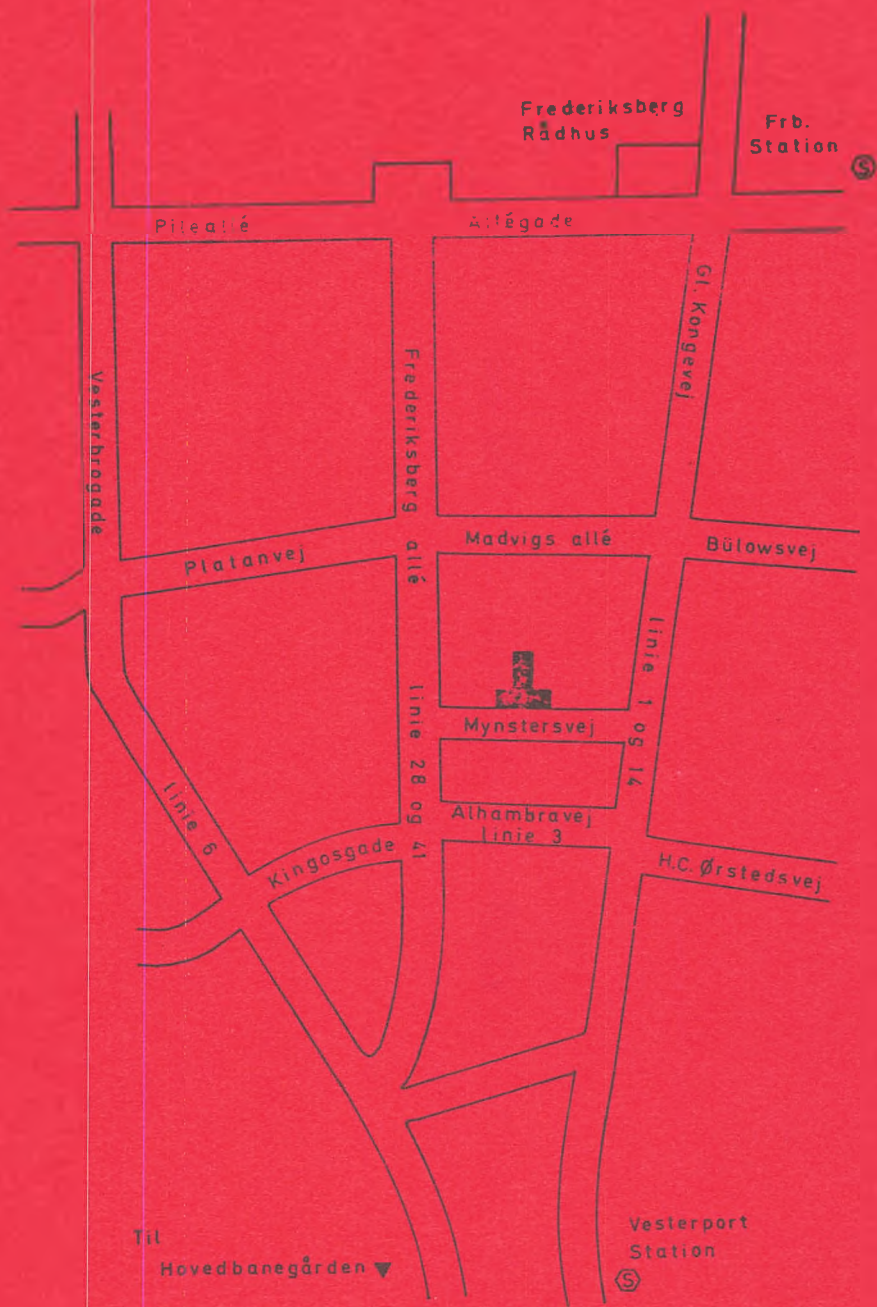 Frederiksberg
Rådhus
Frb.
Station
S
Pileallé
Allégade
Gl. Kongevej
Vesterbrogade
Frederiksberg allé
Madvigs allé
Bülowsvej
Platanvej
linie 1 og 14
linie 28 og 41
Mynstersvej
linie 6
Alhambravej
linie 3
Kingosgade
H.C. Ørstedsvej
Til
Hovedbanegården
Vesterport
Station
S